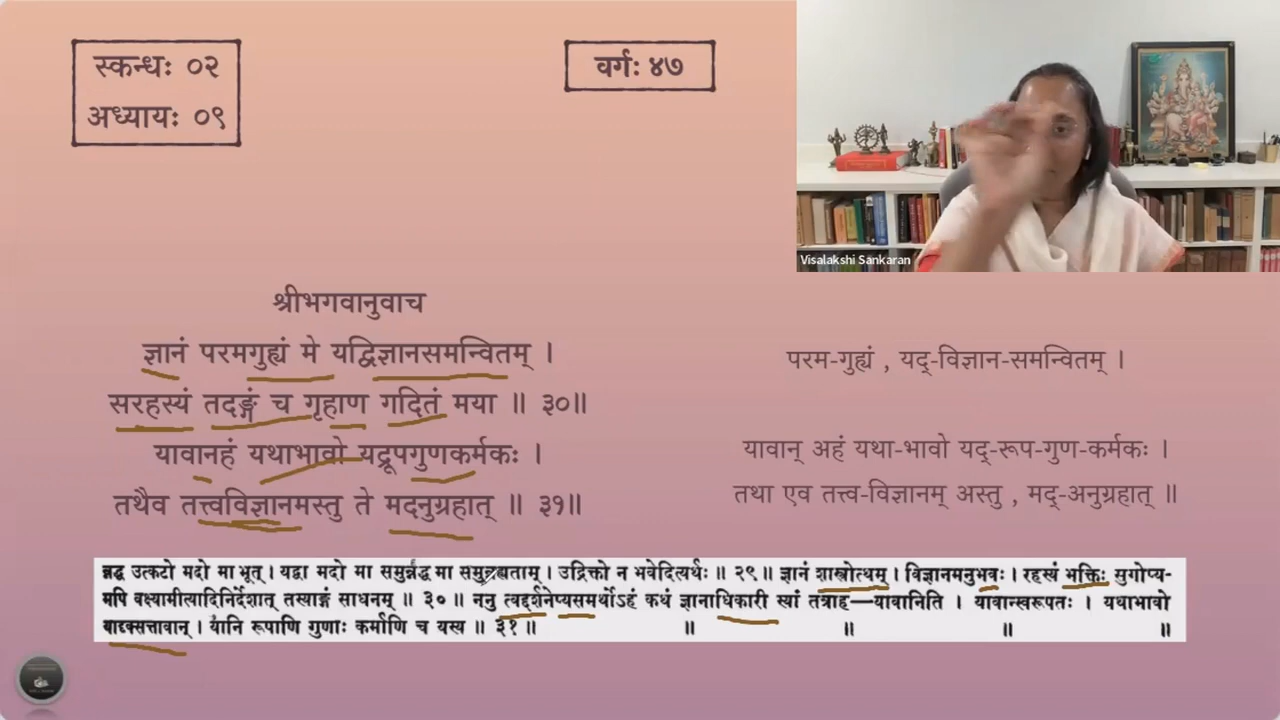 स्कन्धः ०२
अध्यायः ०९
वर्गः ४७
Visalakshi Sankaran
श्रीभगवानुवाच
ज्ञानं परमगुह्यं मे यद्विज्ञानसमन्वितम् ।
सरहस्यं तदङ्गं च गृहाण गदितं मया ॥ ३०॥
यावानहं यथाभावो यद्रूपगुणकर्मकः ।
तथैव तत्त्वविज्ञानमस्तु ते मदनुग्रहात् ॥ ३१॥
परम-गुह्यं , यद्-विज्ञान-समन्वितम् ।
यावान् अहं यथा-भावो यद्-रूप-गुण-कर्मकः ।
तथा एव तत्त्व-विज्ञानम् अस्तु , मद्-अनुग्रहात् ॥
न्नद्ध उत्कटो मदो मा भूत् । यद्वा मदो मा समुन्नद्ध मा समुन्नह्यताम् । उद्रिक्तो न भवेदित्यर्थः ॥ २९ ॥ ज्ञानं शास्त्रोत्थम् । विज्ञानमनुभवः । रहस्यं भक्तिः सुगोप्य-
मपि वक्ष्यामीत्यादिनिर्देशात् तस्याङ्गं साधनम् ॥ ३० ॥ ननु त्वद्दर्शनेप्यसमर्थोऽहं कथं ज्ञानाधिकारी स्यां तत्राह—यावानिति । यावान्स्वरूपतः । यथाभावो
यादृक्सत्तावान् । यानि रूपाणि गुणाः कर्माणि च यस्य ॥ ३१ ॥ ॥ ॥ ॥ ॥